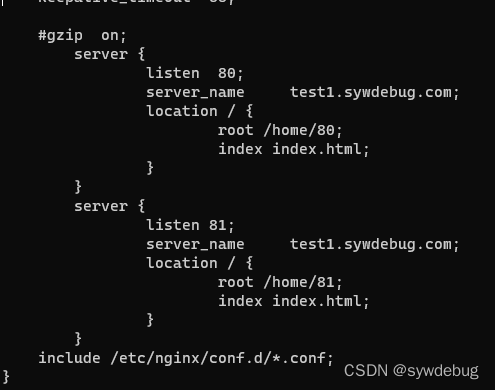 #gzip  on;
server {
listen  80;
server_name     test1.sywdebug.com;
location / {
root /home/80;
index index.html;
}
}
server {
listen 81;
server_name     test1.sywdebug.com;
location / {
root /home/81;
index index.html;
}
}
include /etc/nginx/conf.d/*.conf;
}
CSDN @sywdebug